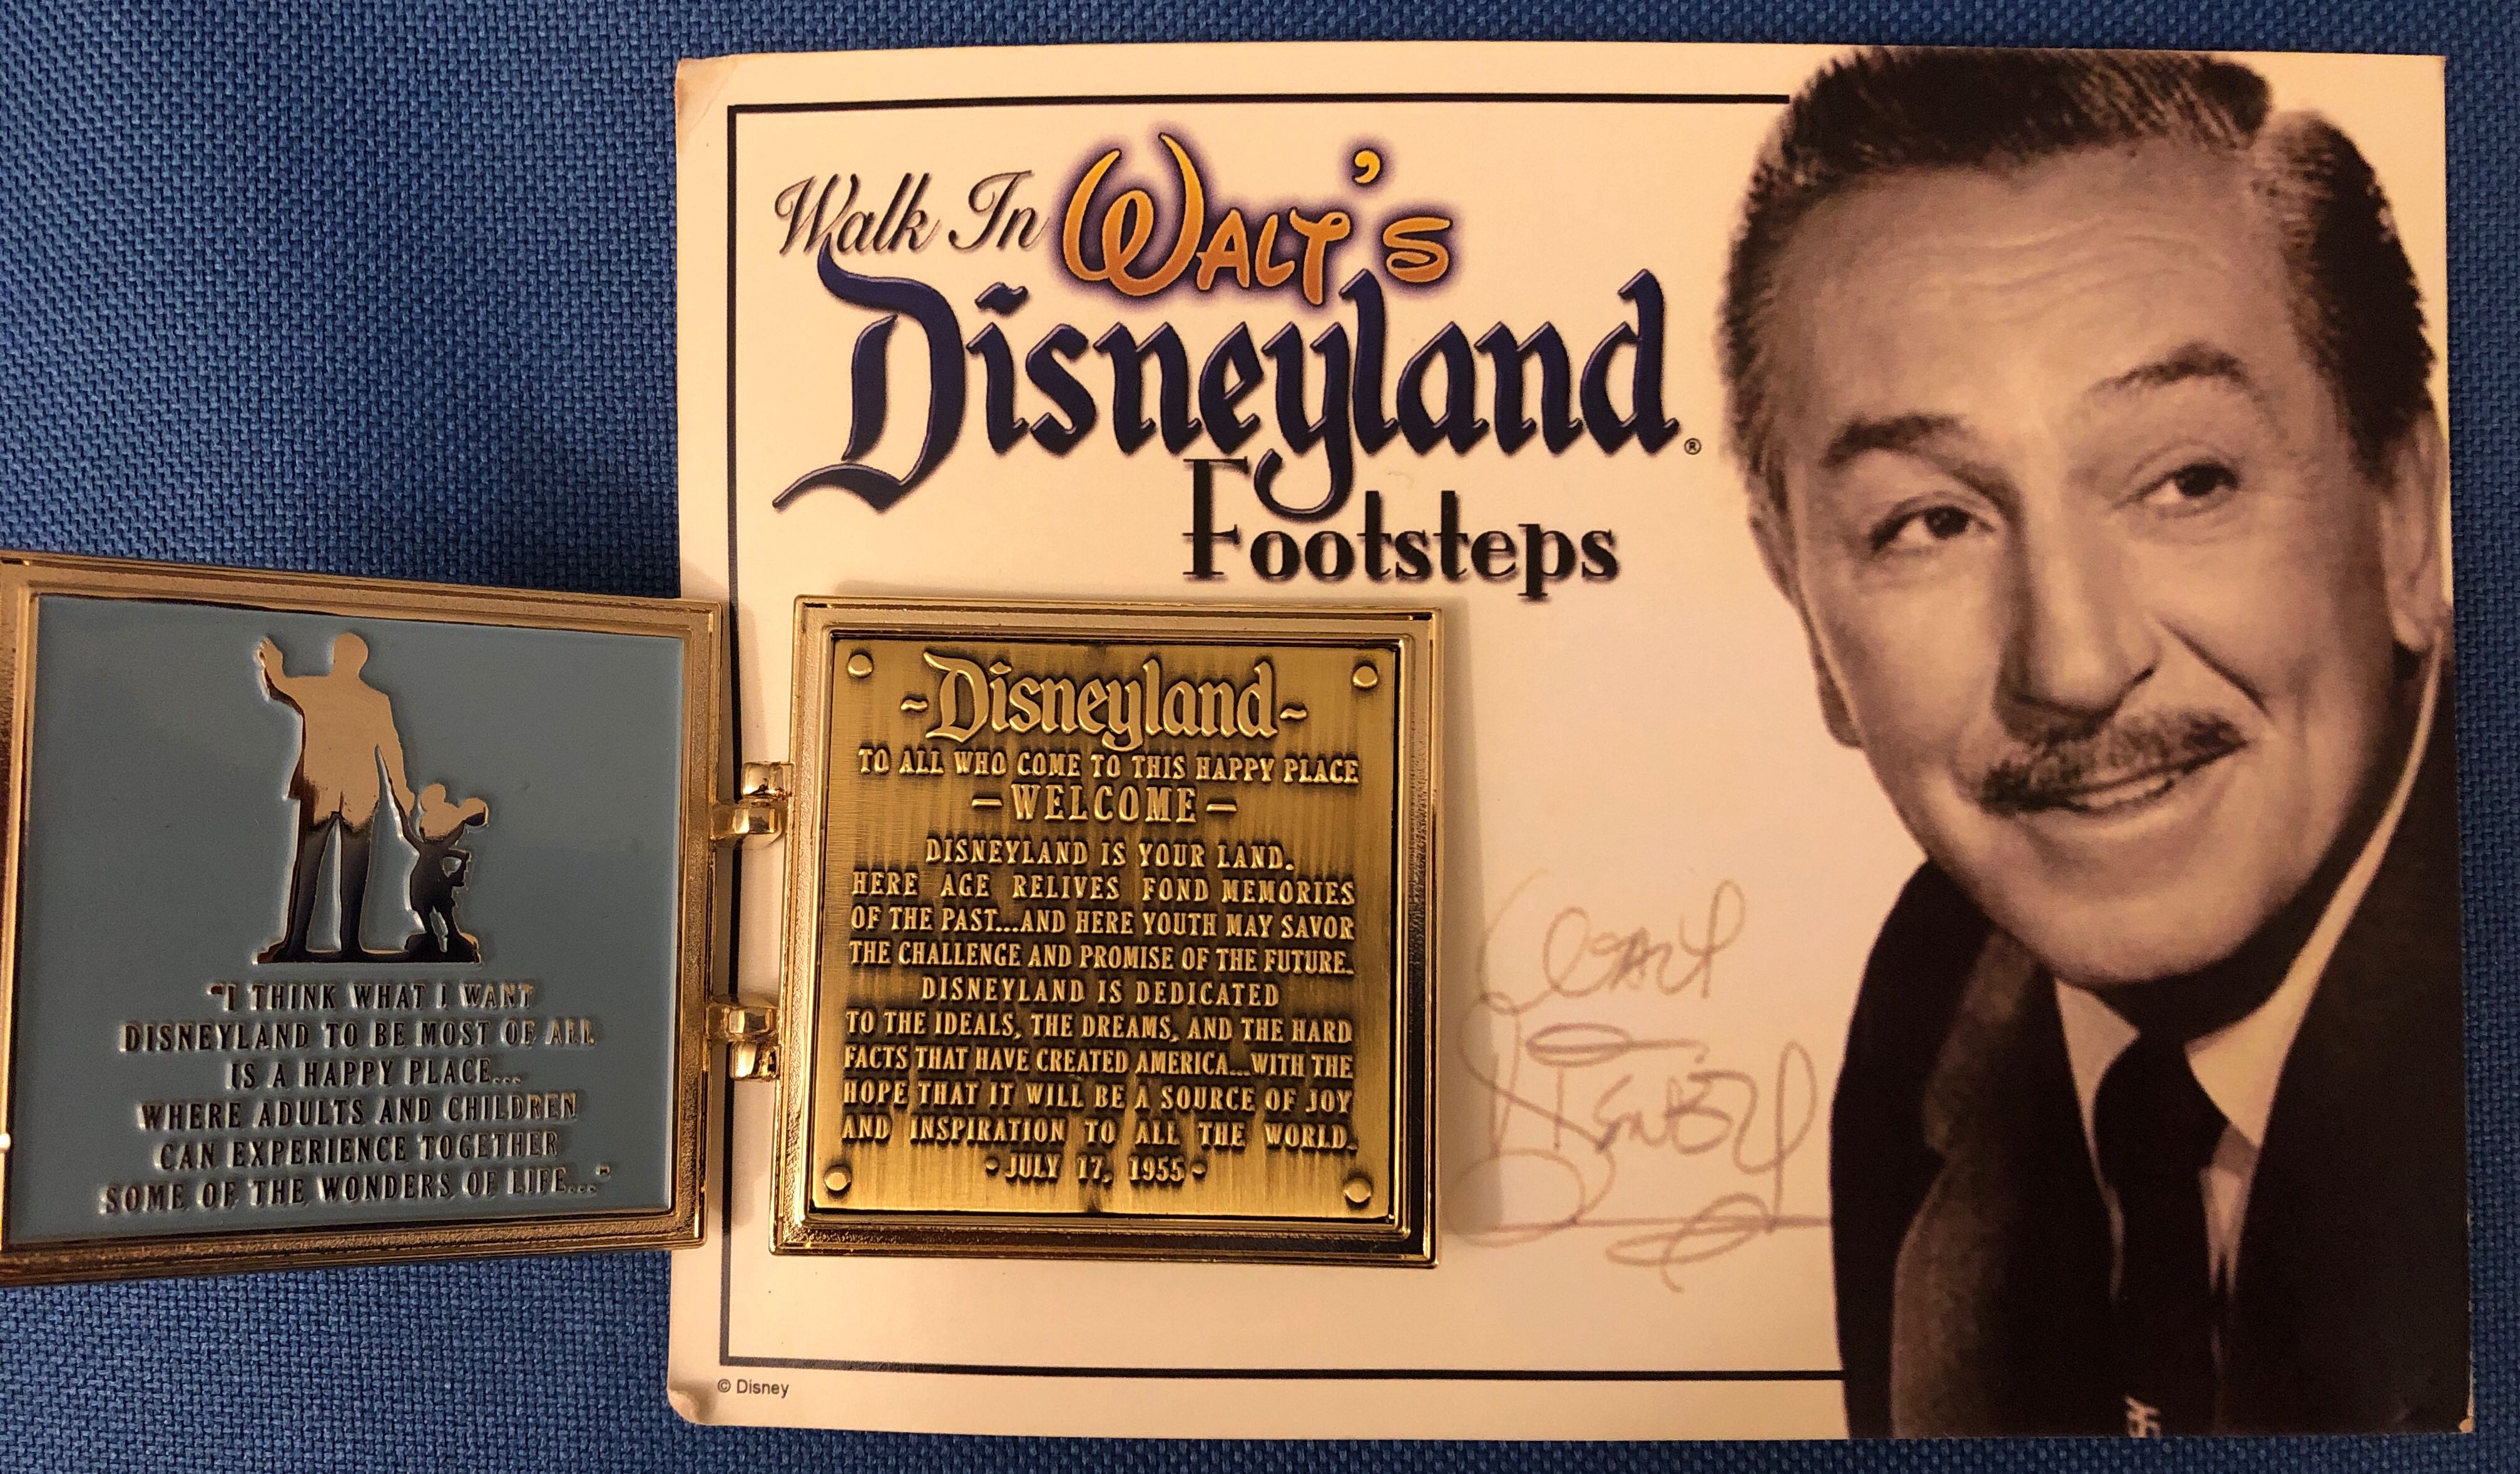 Walk In WALT'S
Disneyland®
Footsteps
"I THINK WHAT I WANT
DISNEYLAND TO BE MOST OF ALL
IS A HAPPY PLACE...
WHERE ADULTS AND CHILDREN
CAN EXPERIENCE TOGETHER
SOME OF THE WONDERS OF LIFE..."
~Disneyland~
TO ALL WHO COME TO THIS HAPPY PLACE
—WELCOME—
DISNEYLAND IS YOUR LAND.
HERE AGE RELIVES FOND MEMORIES
OF THE PAST...AND HERE YOUTH MAY SAVOR
THE CHALLENGE AND PROMISE OF THE FUTURE.
DISNEYLAND IS DEDICATED
TO THE IDEALS, THE DREAMS, AND THE HARD
FACTS THAT HAVE CREATED AMERICA...WITH THE
HOPE THAT IT WILL BE A SOURCE OF JOY
AND INSPIRATION TO ALL THE WORLD.
•JULY 17, 1955•
Walt
Disney
© Disney